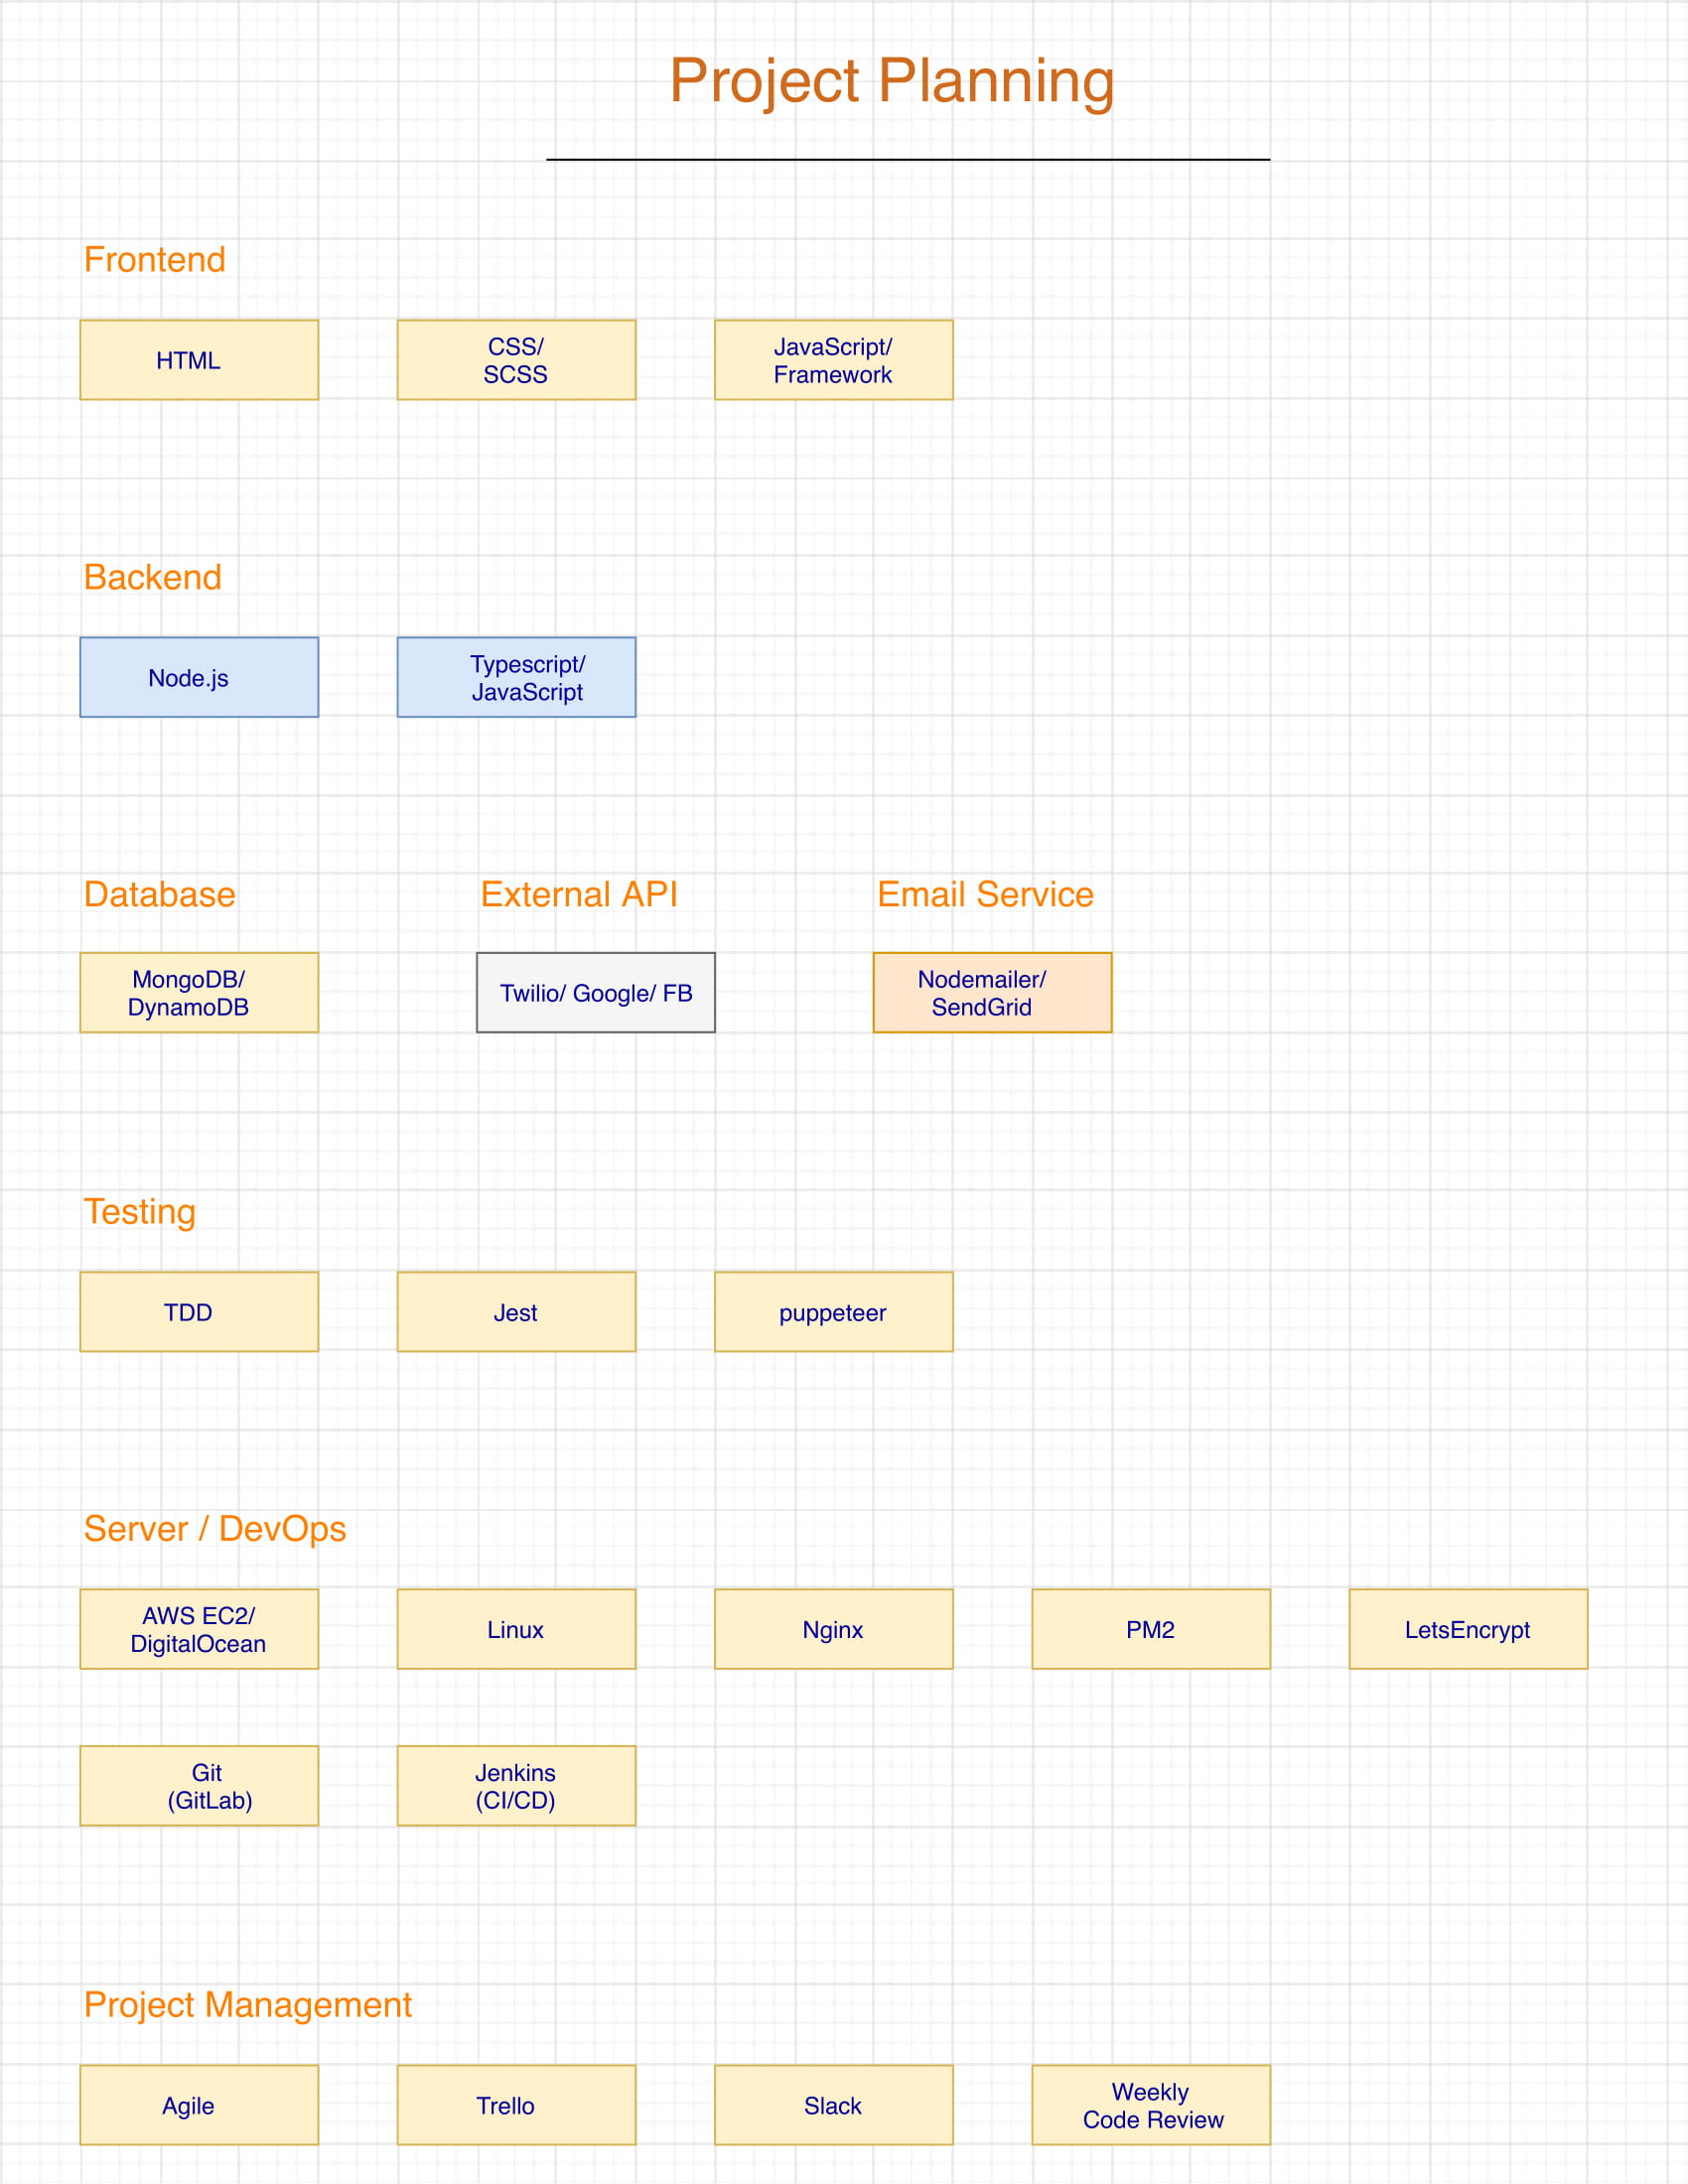 Project Planning
Frontend
HTML
CSS/
SCSS
JavaScript/
Framework
Backend
Node.js
Typescript/
JavaScript
Database
MongoDB/
DynamoDB
External API
Twilio/ Google/ FB
Email Service
Nodemailer/
SendGrid
Testing
TDD
Jest
puppeteer
Server / DevOps
AWS EC2/
DigitalOcean
Linux
Nginx
PM2
LetsEncrypt
Git
(GitLab)
Jenkins
(CI/CD)
Project Management
Agile
Trello
Slack
Weekly
Code Review